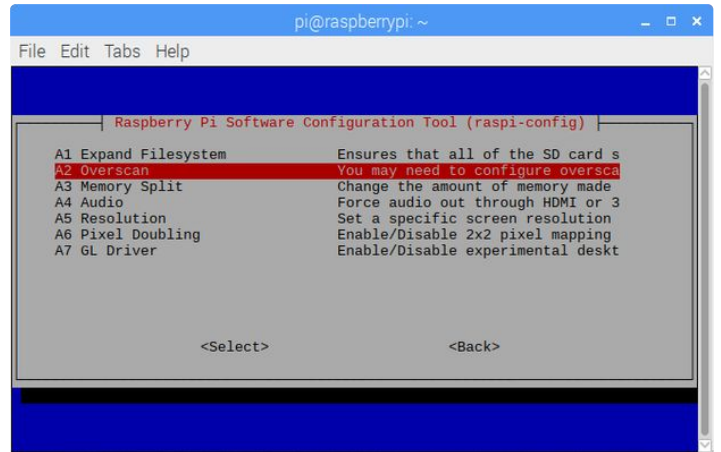 pi@raspberrypi: ~
File Edit Tabs Help
Raspberry Pi Software Configuration Tool (raspi-config)
A1 Expand Filesystem Ensures that all of the SD card s
A2 Overscan You may need to configure oversca
A3 Memory Split Change the amount of memory made
A4 Audio Force audio out through HDMI or 3
A5 Resolution Set a specific screen resolution
A6 Pixel Doubling Enable/Disable 2x2 pixel mapping
A7 GL Driver Enable/Disable experimental deskt
<Select> <Back>